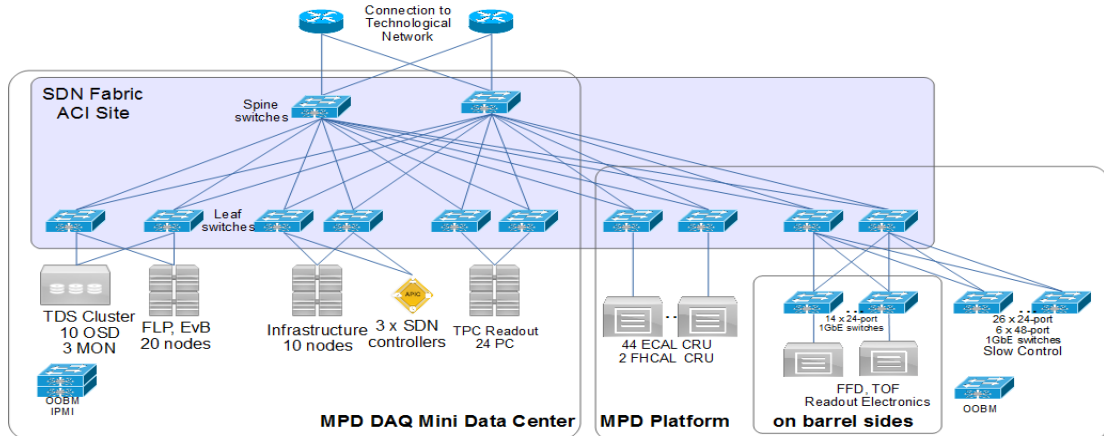 Connection to
Technological
Network
SDN Fabric
ACI Site
Spine
switches
Leaf
switches
TDS Cluster
10 OSD
3 MON
FLP, EvB
20 nodes
Infrastructure
10 nodes
APIC
3 x SDN
controllers
TPC Readout
24 PC
44 ECAL CRU
2 FHCAL CRU
14 x 24-port
1GbE switches
26 x 24-port
6 x 48-port
1GbE switches
Slow Control
FFD, TOF
Readout Electronics
OOBM
IPMI
OOBM
MPD DAQ Mini Data Center
MPD Platform
on barrel sides